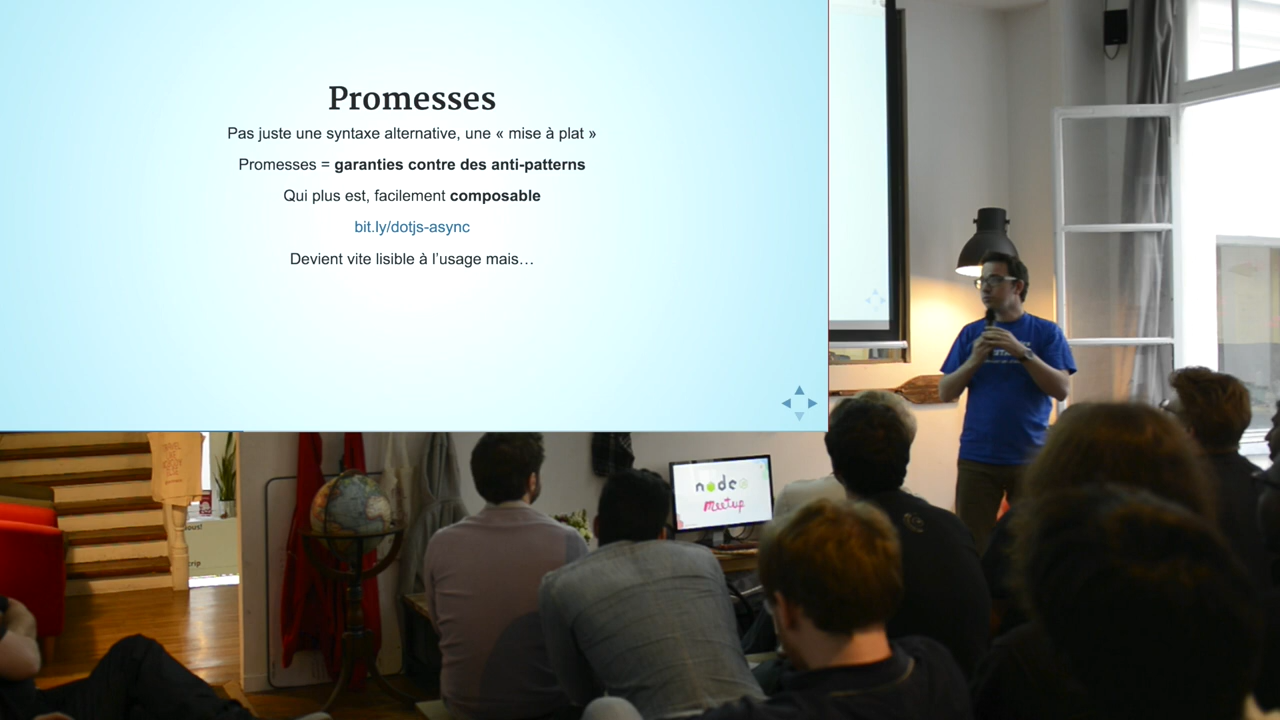 Promesses
Pas juste une syntaxe alternative, une « mise à plat »
Promesses = garanties contre des anti-patterns
Qui plus est, facilement composable
bit.ly/dotjs-async
Devient vite lisible à l'usage mais…
node
meetup